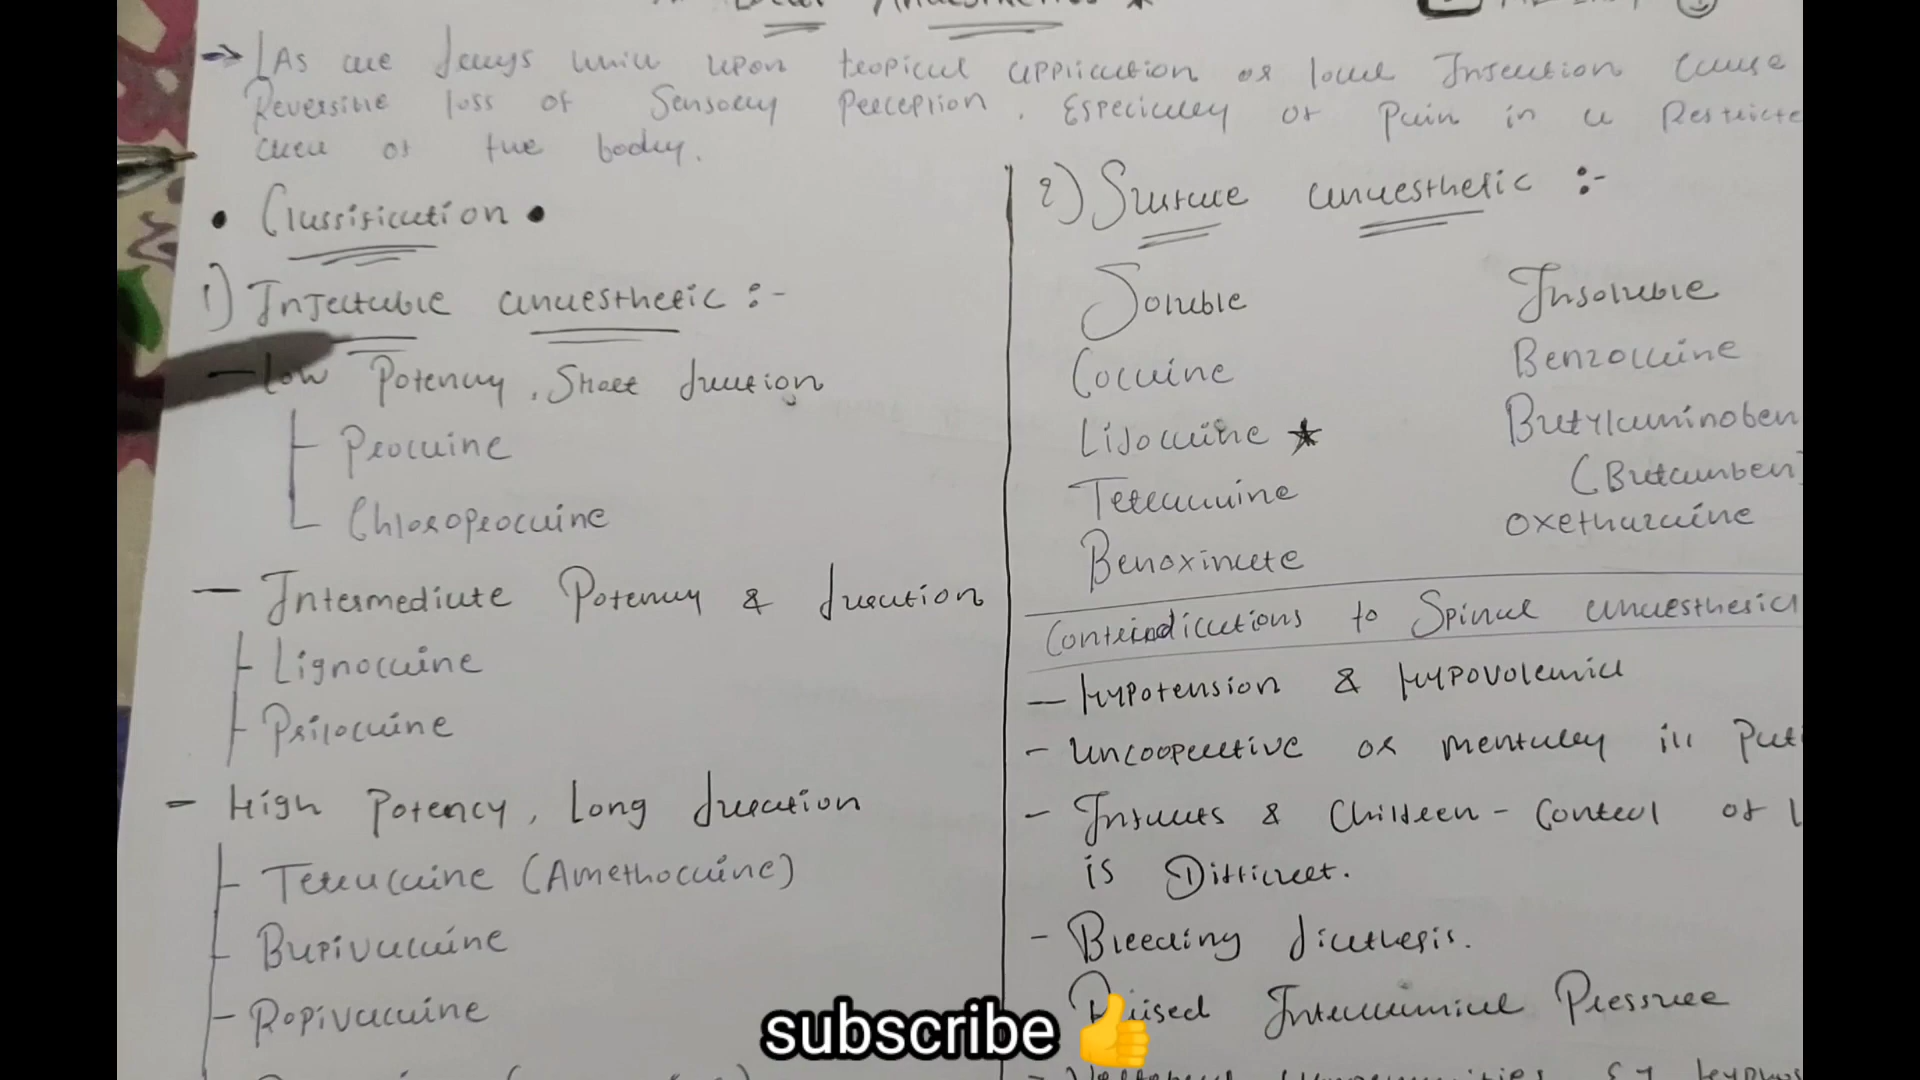 Local Anaesthetics ★
→ LAs are drugs which upon topical application or local Injection cause
Reversible loss of Sensory Perception, Especially of Pain in a Restricte
area of the body.
• Classification •
1) Injectable anaesthetic :-
– Low Potency, Short duration
Procaine
Chloroprocaine
– Intermediate Potency & duration
Lignocaine
Prilocaine
– High Potency, Long duration
Tetracaine (Amethocaine)
Bupivacaine
Ropivacaine
2) Surface anaesthetic :-
Soluble
Cocaine
Lidocaine ★
Tetracaine
Benoxinate
Insoluble
Benzocaine
Butylaminoben
(Butamben)
Oxethazaine
Contraindications to Spinal anaesthesia
– Hypotension & Hypovolemia
– Uncooperative or mentally ill Pat
– Infants & Children – Control of l
is Difficult.
– Bleeding diathesis.
Raised Intracranial Pressure
subscribe 👍